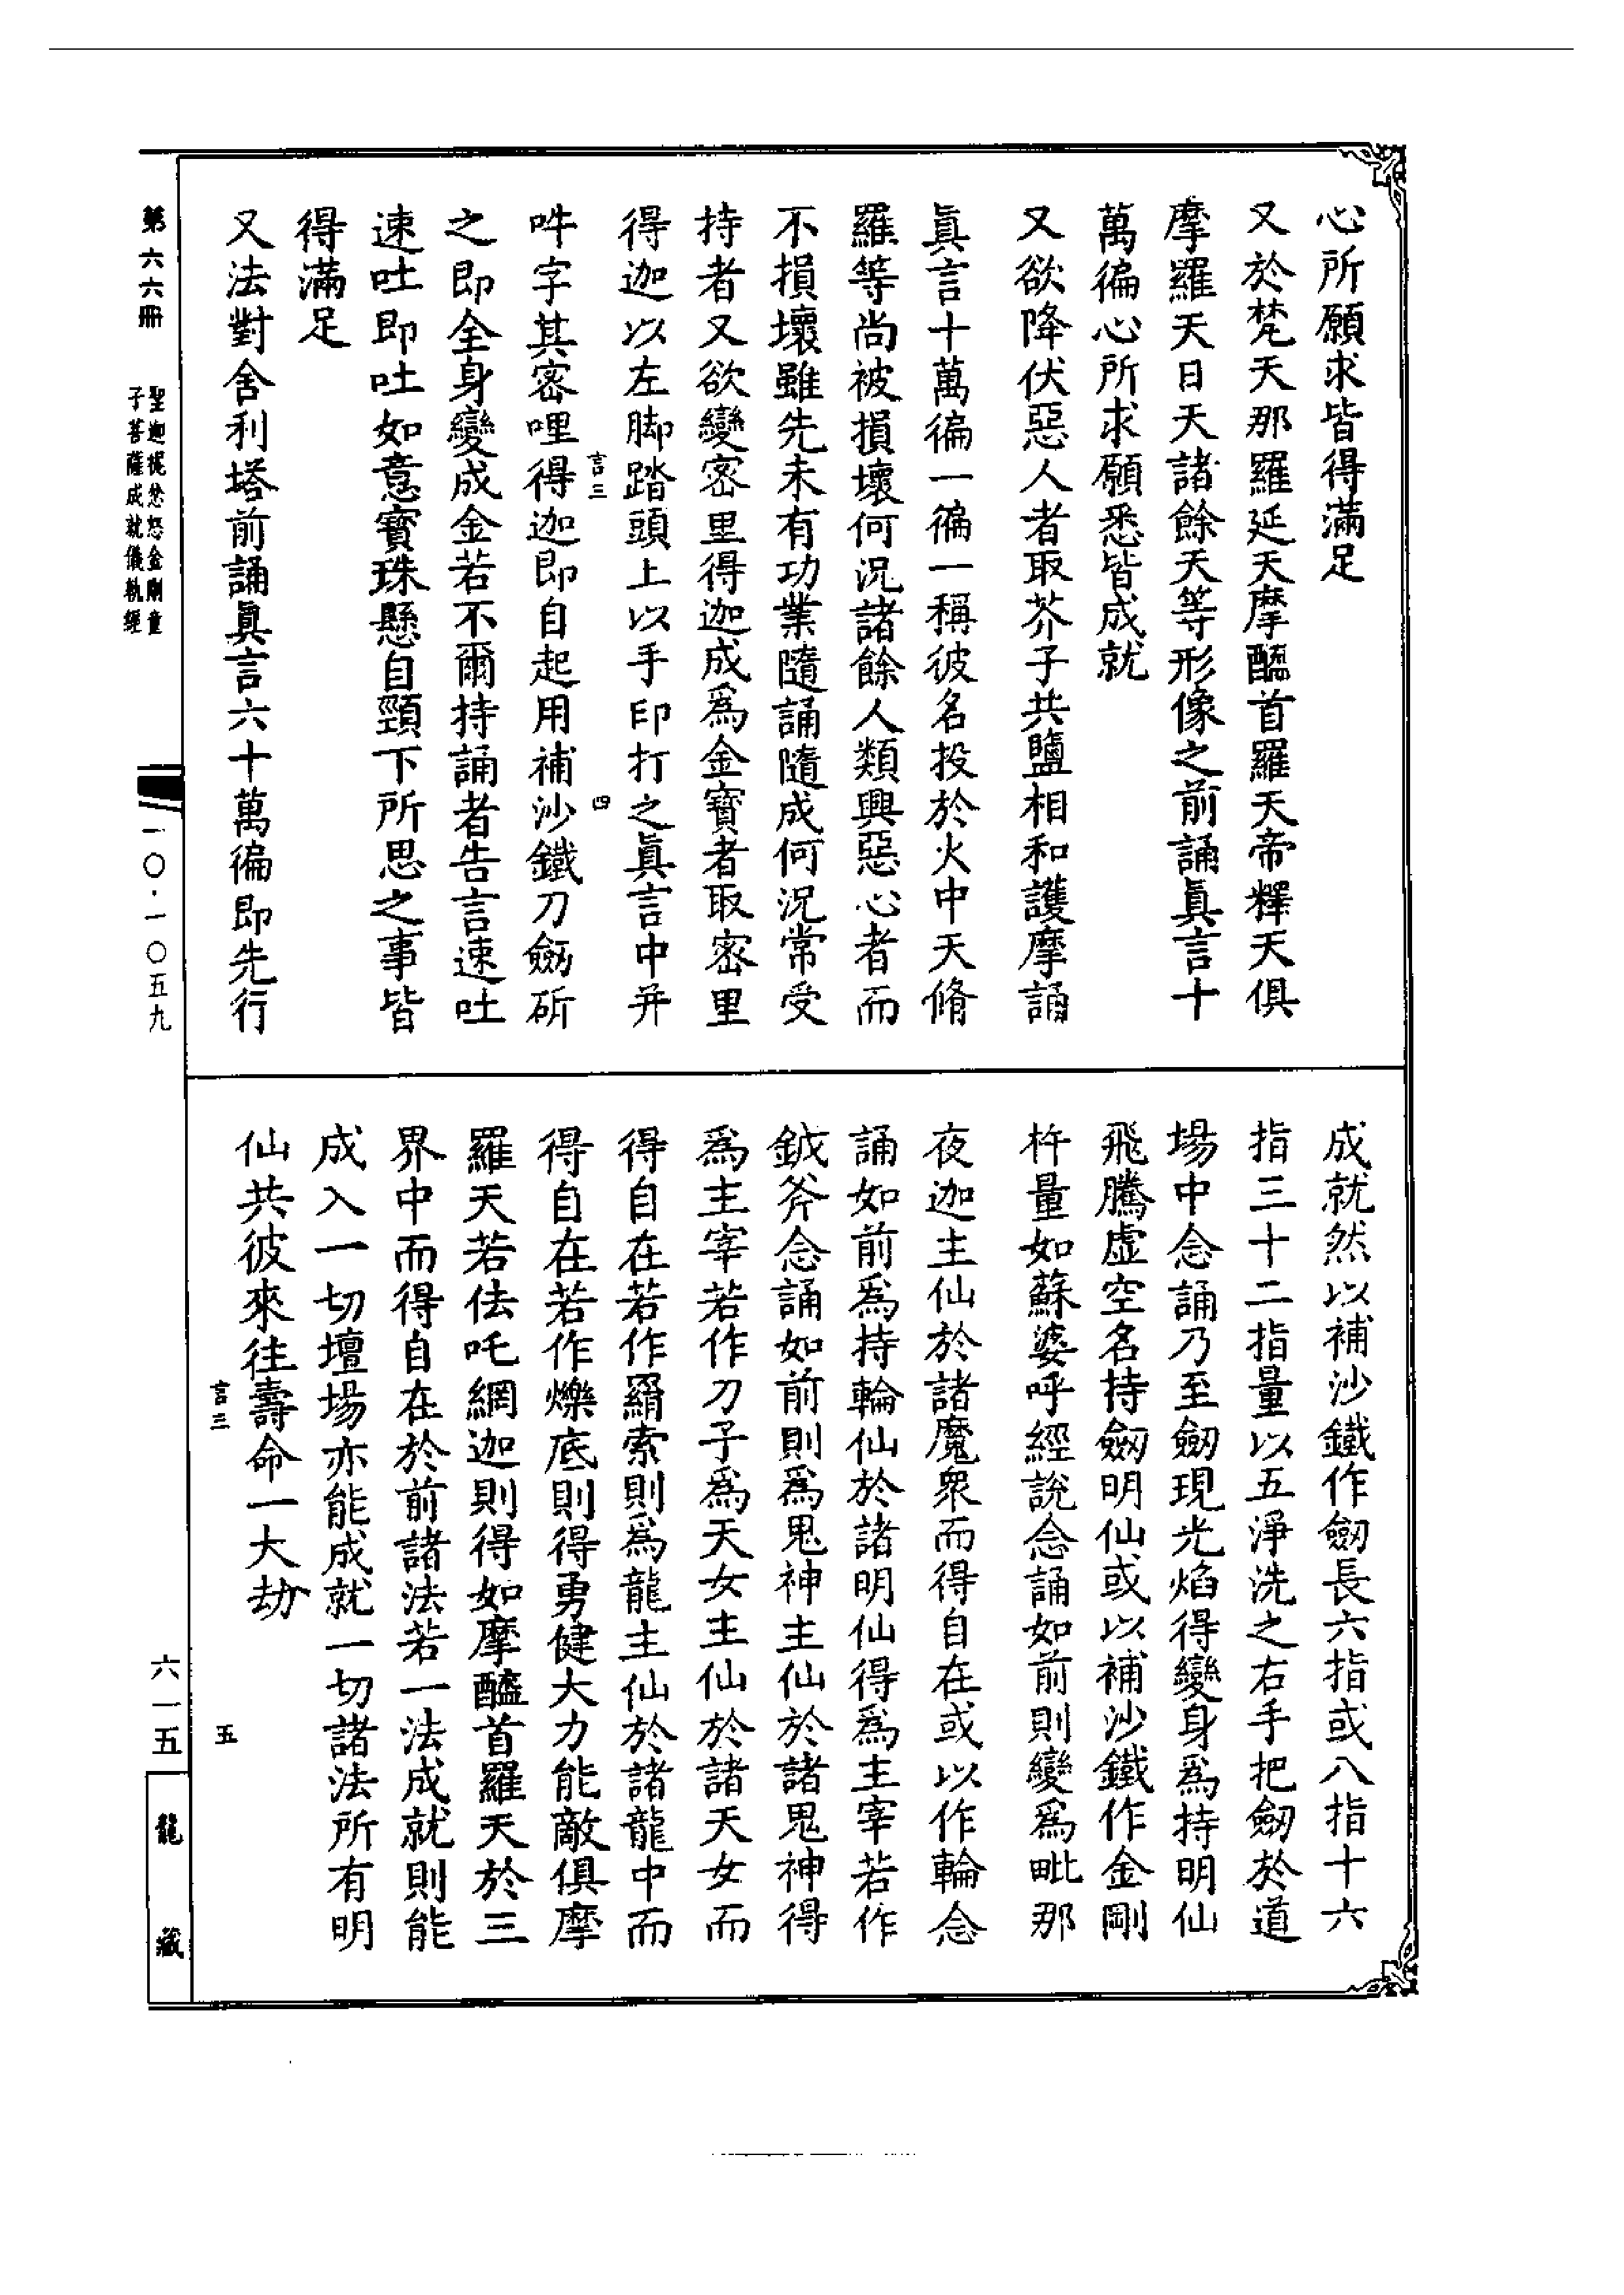 心所願求皆得滿足
又於梵天那羅延天摩醯首羅天帝釋天俱
摩羅天日天諸餘天等形像之前誦眞言十
萬徧心所求願悉皆成就
又欲降伏惡人者取芥子共鹽相和護摩誦
眞言十萬徧一徧一稱彼名投於火中天脩
羅等尚被損壞何況諸餘人類興惡心者而
不損壞雖先未有功業隨誦隨成何況常受
持者又欲變密里得迦成爲金寶者取密里
得迦以左脚踏頭上以手印打之眞言中并
言三 四
吽字其密哩得迦即自起用補沙鐵刀劒斫
之即全身變成金若不爾持誦者告言速吐
速吐即吐如意寶珠懸自頸下所思之事皆
得滿足
又法對舍利塔前誦眞言六十萬徧即先行
成就然以補沙鐵作劒長六指或八指十六
指三十二指量以五淨洗之右手把劒於道
場中念誦乃至劒現光焰得變身爲持明仙
飛騰虛空名持劒明仙或以補沙鐵作金剛
杵量如蘇婆呼經說念誦如前則變爲毗那
夜迦主仙於諸魔衆而得自在或以作輪念
誦如前爲持輪仙於諸明仙得爲主宰若作
鉞斧念誦如前則爲鬼神主仙於諸鬼神得
爲主宰若作刀子爲天女主仙於諸天女而
得自在若作羂索則爲龍主仙於諸龍中而
得自在若作爍底則得勇健大力能敵俱摩
羅天若佉吒網迦則得如摩醯首羅天於三
界中而得自在於前諸法若一法成就則能
成入一切壇場亦能成就一切諸法所有明
仙共彼來往壽命一大劫
言三 五
第六六冊
聖迦抳忿怒金剛童
子菩薩成就儀軌經
一〇·一〇五九
六一五
龍藏